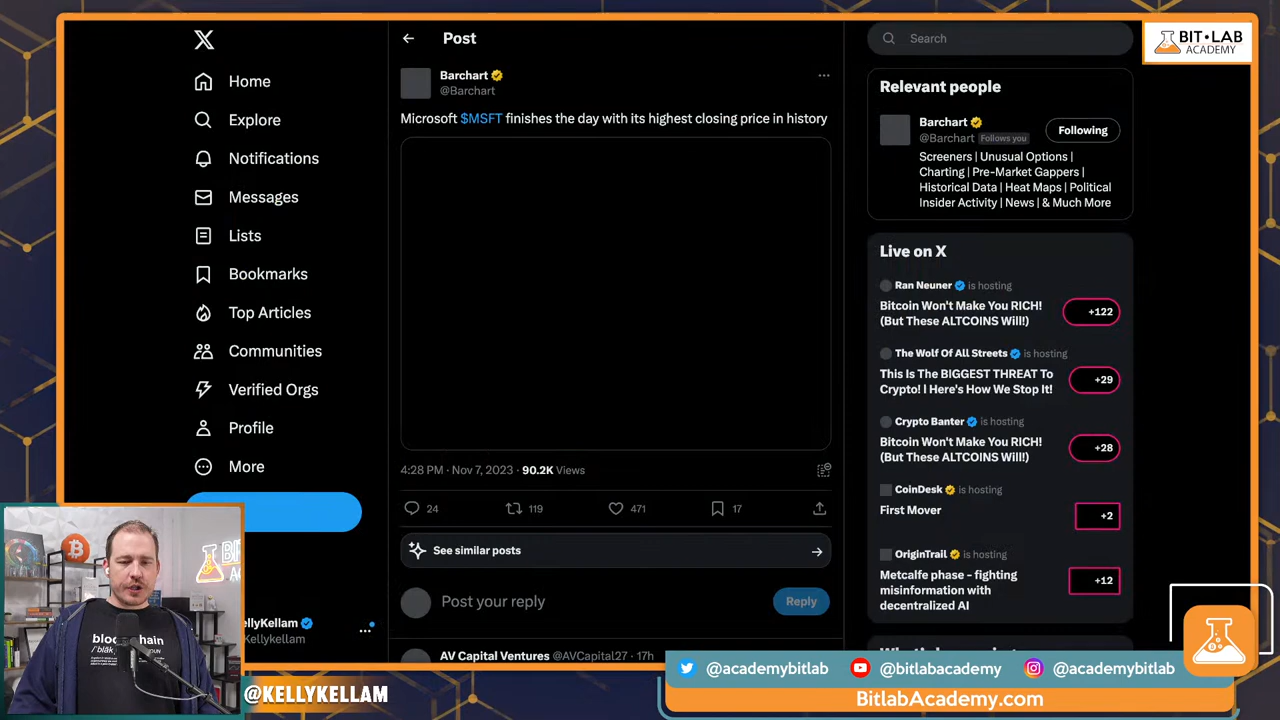 Home
Explore
Notifications
Messages
Lists
Bookmarks
Top Articles
Communities
Verified Orgs
Profile
More
ellyKellam
Kellykellam
Post
Barchart
@Barchart
Microsoft $MSFT finishes the day with its highest closing price in history
4:28 PM · Nov 7, 2023 · 90.2K Views
24 119 471 17
See similar posts
Post your reply
Reply
AV Capital Ventures @AVCapital27 · 17h
Search
Relevant people
Barchart
@Barchart Follows you
Following
Screeners | Unusual Options |
Charting | Pre-Market Gappers |
Historical Data | Heat Maps | Political
Insider Activity | News | & Much More
Live on X
Ran Neuner is hosting
Bitcoin Won't Make You RICH!
(But These ALTCOINS Will!)
+122
The Wolf Of All Streets is hosting
This Is The BIGGEST THREAT To
Crypto! I Here's How We Stop It!
+29
Crypto Banter is hosting
Bitcoin Won't Make You RICH!
(But These ALTCOINS Will!)
+28
CoinDesk is hosting
First Mover
+2
OriginTrail is hosting
Metcalfe phase - fighting
misinformation with
decentralized AI
+12
BIT·LAB
ACADEMY
@KELLYKELLAM
@academybitlab
@bitlabacademy
@academybitlab
BitlabAcademy.com